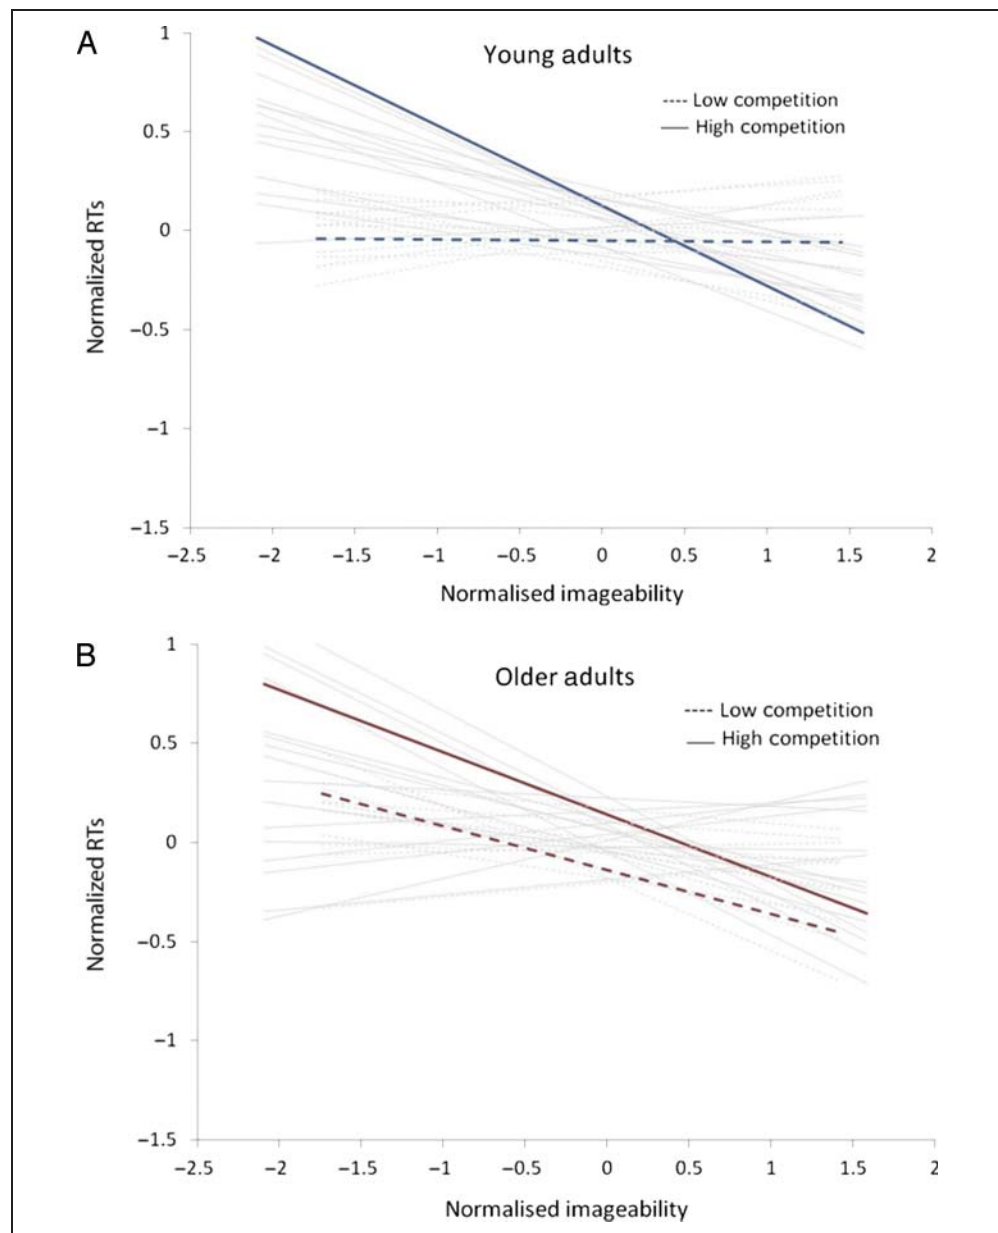 A
Young adults
Low competition
High competition
1
0.5
0
−0.5
−1
−1.5
Normalized RTs
−2.5 −2 −1.5 −1 −0.5 0 0.5 1 1.5 2
Normalised imageability
B
Older adults
Low competition
High competition
1
0.5
0
−0.5
−1
−1.5
Normalized RTs
−2.5 −2 −1.5 −1 −0.5 0 0.5 1 1.5 2
Normalised imageability